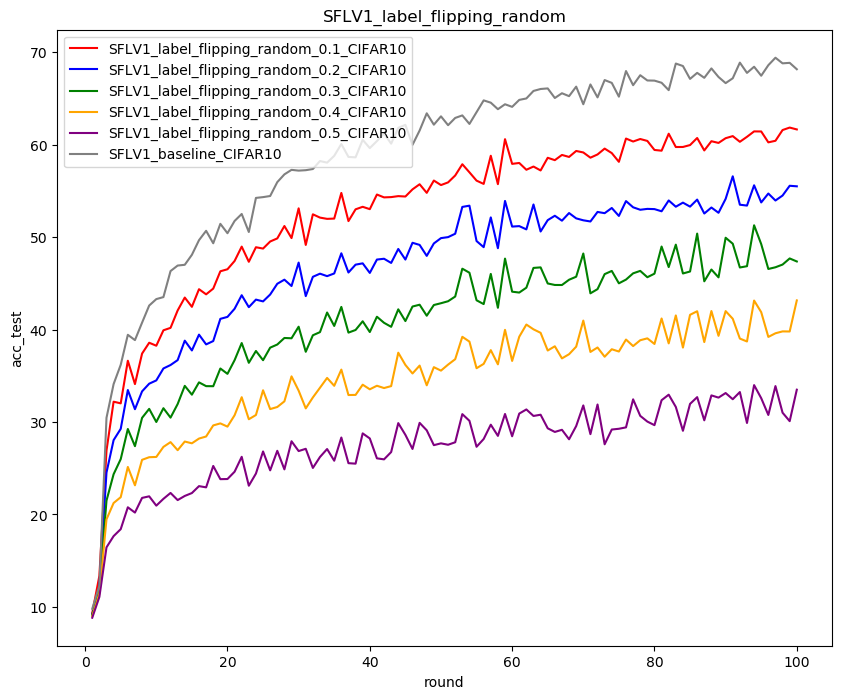 SFLV1_label_flipping_random
70
60
50
40
30
20
10
acc_test
SFLV1_label_flipping_random_0.1_CIFAR10
SFLV1_label_flipping_random_0.2_CIFAR10
SFLV1_label_flipping_random_0.3_CIFAR10
SFLV1_label_flipping_random_0.4_CIFAR10
SFLV1_label_flipping_random_0.5_CIFAR10
SFLV1_baseline_CIFAR10
0 20 40 60 80 100
round